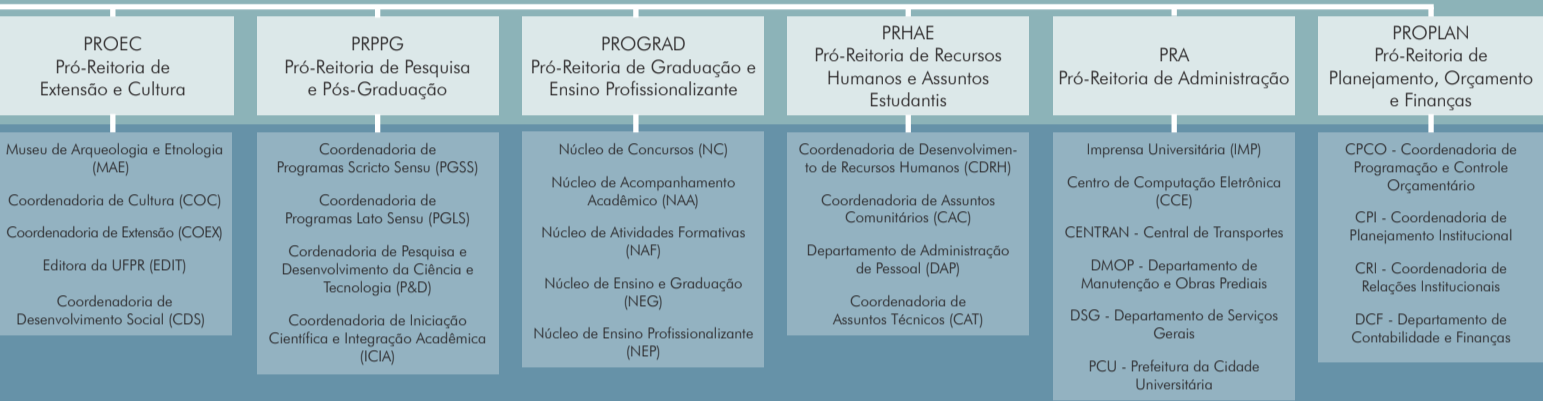 PROEC
Pró-Reitoria de
Extensão e Cultura
Museu de Arqueologia e Etnologia
(MAE)
Coordenadoria de Cultura (COC)
Coordenadoria de Extensão (COEX)
Editora da UFPR (EDIT)
Coordenadoria de
Desenvolvimento Social (CDS)
PRPPG
Pró-Reitoria de Pesquisa
e Pós-Graduação
Coordenadoria de
Programas Scricto Sensu (PGSS)
Coordenadoria de
Programas Lato Sensu (PGLS)
Cordenadoria de Pesquisa e
Desenvolvimento da Ciência e
Tecnologia (P&D)
Coordenadoria de Iniciação
Científica e Integração Acadêmica
(ICIA)
PROGRAD
Pró-Reitoria de Graduação e
Ensino Profissionalizante
Núcleo de Concursos (NC)
Núcleo de Acompanhamento
Acadêmico (NAA)
Núcleo de Atividades Formativas
(NAF)
Núcleo de Ensino e Graduação
(NEG)
Núcleo de Ensino Profissionalizante
(NEP)
PRHAE
Pró-Reitoria de Recursos
Humanos e Assuntos
Estudantis
Coordenadoria de Desenvolvimen-
to de Recursos Humanos (CDRH)
Coordenadoria de Assuntos
Comunitários (CAC)
Departamento de Administração
de Pessoal (DAP)
Coordenadoria de
Assuntos Técnicos (CAT)
PRA
Pró-Reitoria de Administração
Imprensa Universitária (IMP)
Centro de Computação Eletrônica
(CCE)
CENTRAN - Central de Transportes
DMOP - Departamento de
Manutenção e Obras Prediais
DSG - Departamento de Serviços
Gerais
PCU - Prefeitura da Cidade
Universitária
PROPLAN
Pró-Reitoria de
Planejamento, Orçamento
e Finanças
CPCO - Coordenadoria de
Programação e Controle
Orçamentário
CPI - Coordenadoria de
Planejamento Institucional
CRI - Coordenadoria de
Relações Institucionais
DCF - Departamento de
Contabilidade e Finanças